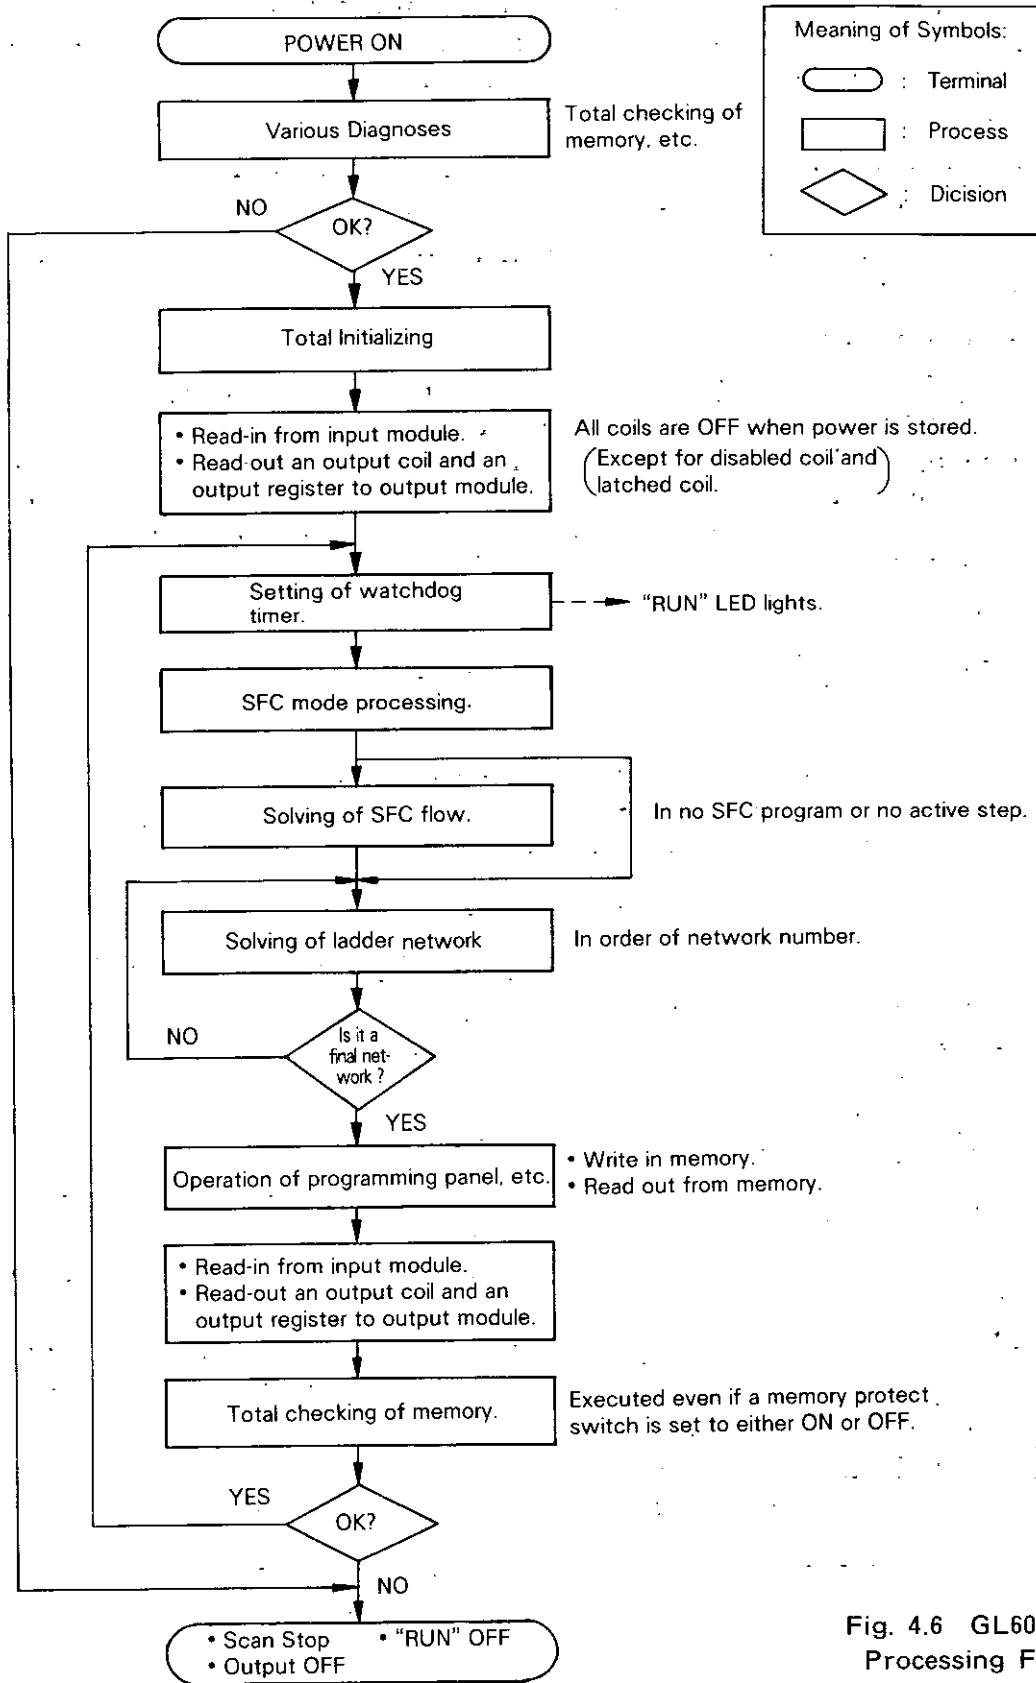 POWER ON
Meaning of Symbols:
: Terminal
: Process
: Dicision
Various Diagnoses
Total checking of
memory, etc.
NO
OK?
YES
Total Initializing
• Read-in from input module.
• Read-out an output coil and an
output register to output module.
All coils are OFF when power is stored.
(Except for disabled coil and
latched coil.)
Setting of watchdog
timer.
"RUN" LED lights.
SFC mode processing.
Solving of SFC flow.
In no SFC program or no active step.
Solving of ladder network
In order of network number.
NO
Is it a
final net-
work ?
YES
Operation of programming panel, etc.
• Write in memory.
• Read out from memory.
• Read-in from input module.
• Read-out an output coil and an
output register to output module.
Total checking of memory.
Executed even if a memory protect
switch is set to either ON or OFF.
YES
OK?
NO
• Scan Stop • "RUN" OFF
• Output OFF
Fig. 4.6 GL60
Processing F